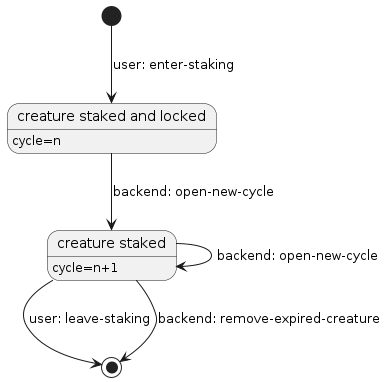 user: enter-staking
creature staked and locked
cycle=n
backend: open-new-cycle
creature staked
cycle=n+1
backend: open-new-cycle
user: leave-staking
backend: remove-expired-creature